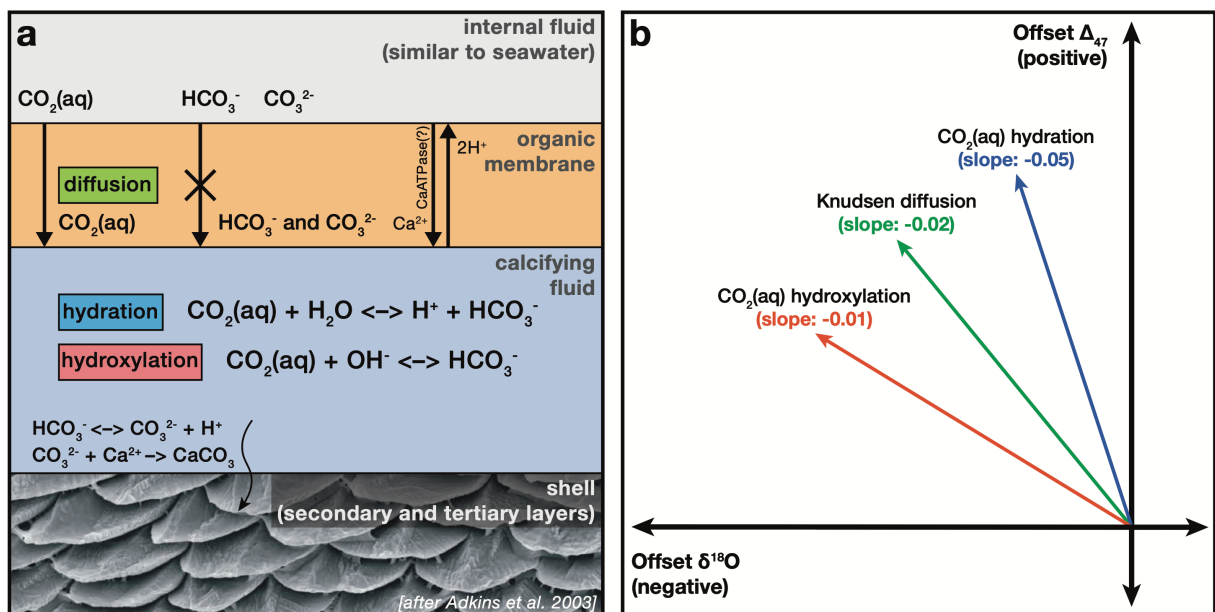 a
internal fluid
(similar to seawater)
CO₂(aq) HCO₃⁻ CO₃²⁻
organic
membrane
CaATPase(?)
2H⁺
diffusion
CO₂(aq)
HCO₃⁻ and CO₃²⁻
Ca²⁺
calcifying
fluid
hydration
CO₂(aq) + H₂O <–> H⁺ + HCO₃⁻
hydroxylation
CO₂(aq) + OH⁻ <–> HCO₃⁻
HCO₃⁻ <–> CO₃²⁻ + H⁺
CO₃²⁻ + Ca²⁺ –> CaCO₃
shell
(secondary and tertiary layers)
[after Adkins et al. 2003]
b
Offset Δ₄₇
(positive)
CO₂(aq) hydration
(slope: -0.05)
Knudsen diffusion
(slope: -0.02)
CO₂(aq) hydroxylation
(slope: -0.01)
Offset δ¹⁸O
(negative)